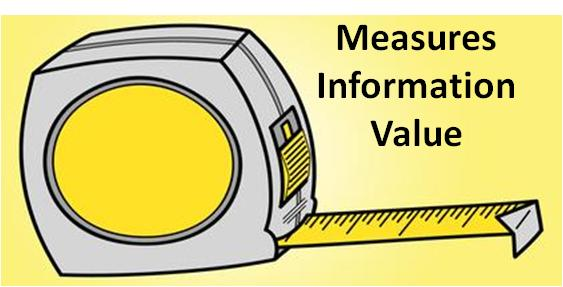 Measures
Information
Value